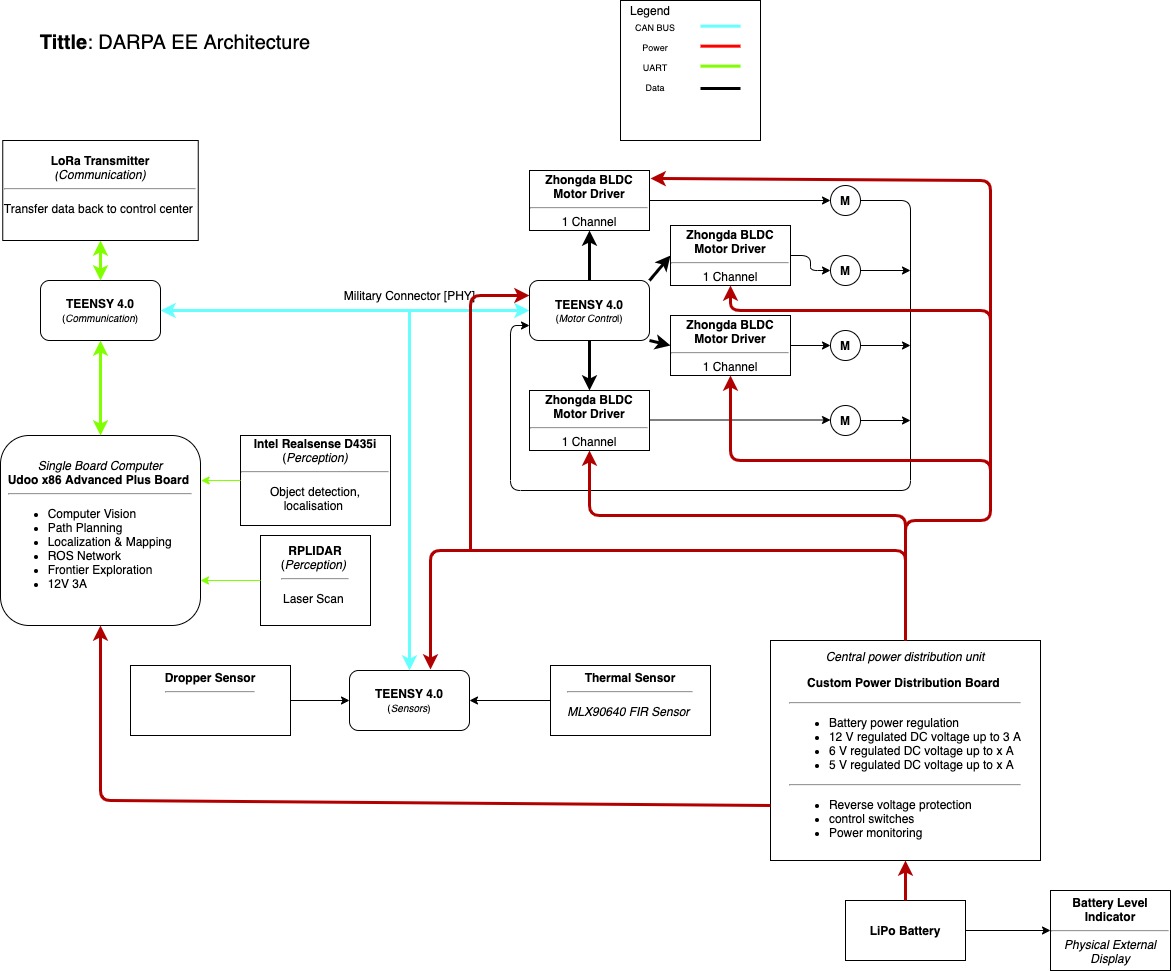 Tittle: DARPA EE Architecture
Legend
CAN BUS
Power
UART
Data
LoRa Transmitter
(Communication)
Transfer data back to control center
TEENSY 4.0
(Communication)
Military Connector [PHY]
Zhongda BLDC
Motor Driver
1 Channel
M
Zhongda BLDC
Motor Driver
1 Channel
M
TEENSY 4.0
(Motor Control)
Zhongda BLDC
Motor Driver
1 Channel
M
Zhongda BLDC
Motor Driver
1 Channel
M
Single Board Computer
Udoo x86 Advanced Plus Board
• Computer Vision
• Path Planning
• Localization & Mapping
• ROS Network
• Frontier Exploration
• 12V 3A
Intel Realsense D435i
(Perception)
Object detection,
localisation
RPLIDAR
(Perception)
Laser Scan
Dropper Sensor
TEENSY 4.0
(Sensors)
Thermal Sensor
MLX90640 FIR Sensor
Central power distribution unit
Custom Power Distribution Board
• Battery power regulation
• 12 V regulated DC voltage up to 3 A
• 6 V regulated DC voltage up to x A
• 5 V regulated DC voltage up to x A
• Reverse voltage protection
• control switches
• Power monitoring
LiPo Battery
Battery Level
Indicator
Physical External
Display